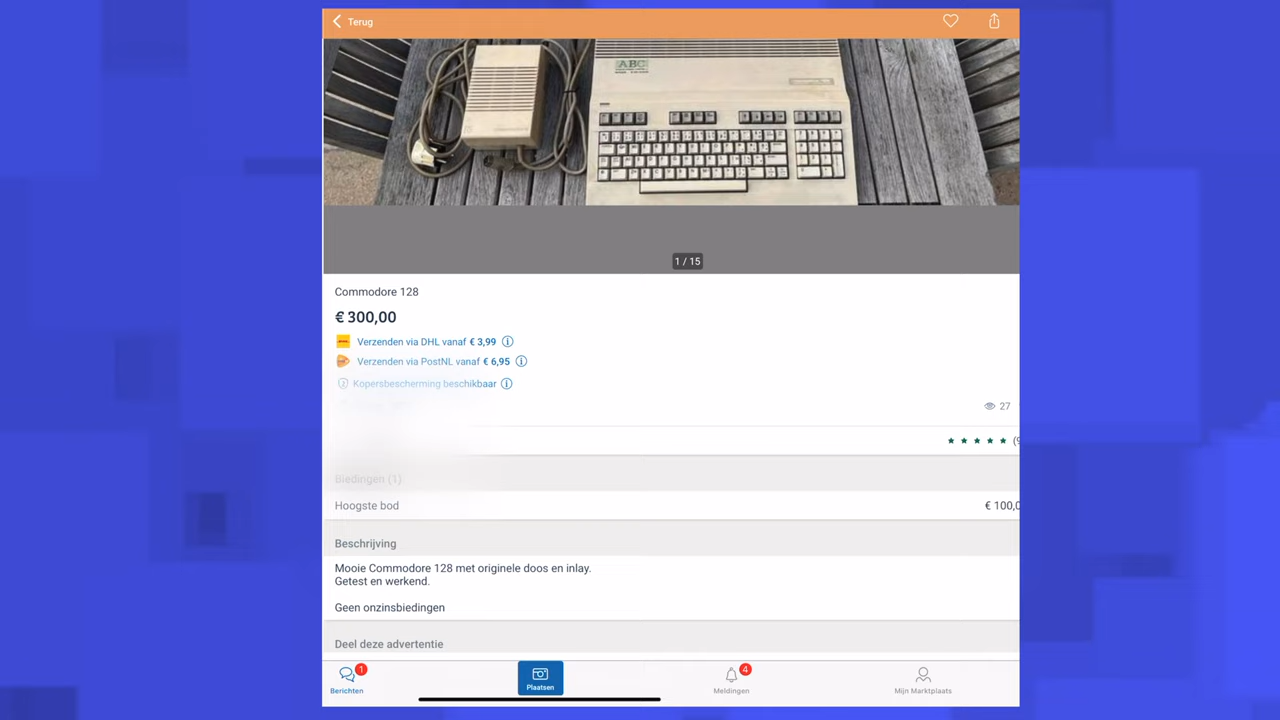 Terug
ABC
1 / 15
Commodore 128
€ 300,00
Verzenden via DHL vanaf € 3,99
Verzenden via PostNL vanaf € 6,95
Kopersbescherming beschikbaar
27
Biedingen (1)
Hoogste bod € 100,0
Beschrijving
Mooie Commodore 128 met originele doos en inlay.
Getest en werkend.
Geen onzinsbiedingen
Deel deze advertentie
1 4
Berichten Plaatsen Meldingen Mijn Marktplaats